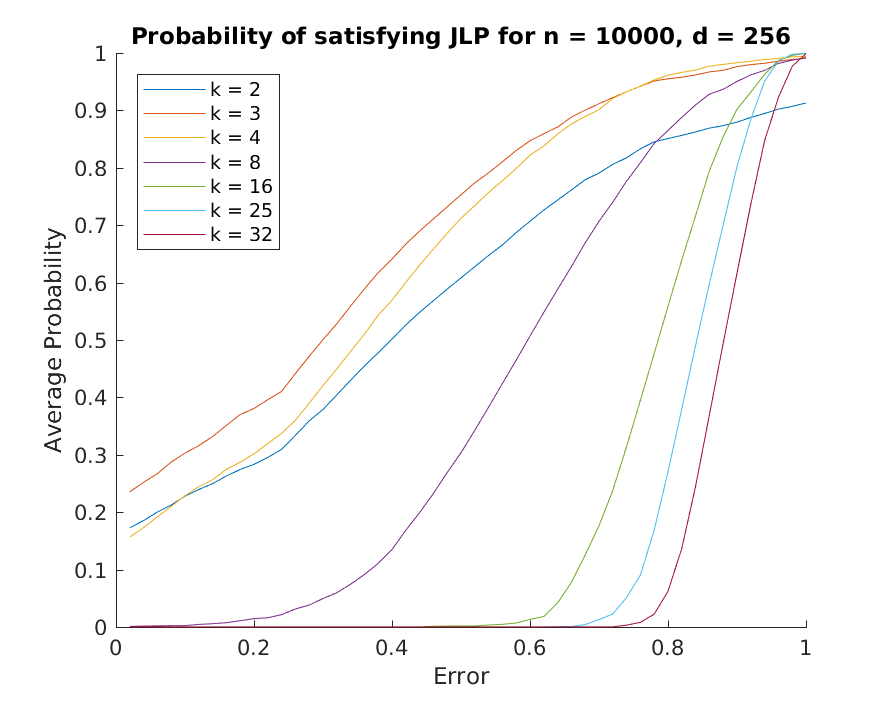 Probability of satisfying JLP for n = 10000, d = 256
1
0.9
0.8
0.7
0.6
0.5
0.4
0.3
0.2
0.1
0
Average Probability
k = 2
k = 3
k = 4
k = 8
k = 16
k = 25
k = 32
0
0.2
0.4
0.6
0.8
1
Error